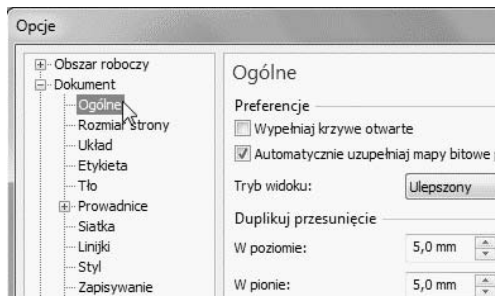 Opcje
Obszar roboczy
Dokument
Ogólne
Rozmiar strony
Układ
Etykieta
Tło
Prowadnice
Siatka
Linijki
Styl
Zapisywanie
Ogólne
Preferencje
Wypełniaj krzywe otwarte
Automatycznie uzupełniaj mapy bitowe
Tryb widoku: Ulepszony
Duplikuj przesunięcie
W poziomie: 5,0 mm
W pionie: 5,0 mm